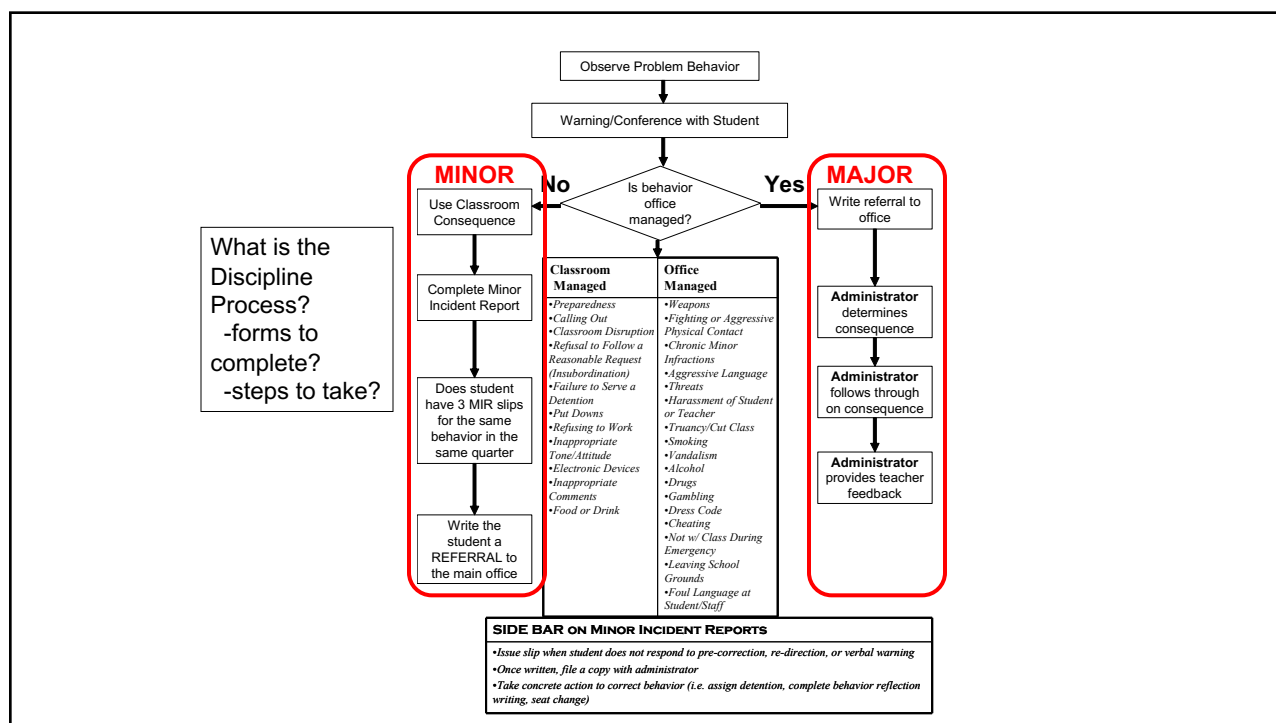 Observe Problem Behavior
Warning/Conference with Student
MINOR
No
Is behavior
office
managed?
Yes
MAJOR
Use Classroom
Consequence
Write referral to
office
What is the
Discipline
Process?
-forms to
complete?
-steps to take?
Complete Minor
Incident Report
Does student
have 3 MIR slips
for the same
behavior in the
same quarter
Write the
student a
REFERRAL to
the main office
Classroom
Managed
•Preparedness
•Calling Out
•Classroom Disruption
•Refusal to Follow a
Reasonable Request
(Insubordination)
•Failure to Serve a
Detention
•Put Downs
•Refusing to Work
•Inappropriate
Tone/Attitude
•Electronic Devices
•Inappropriate
Comments
•Food or Drink
Office
Managed
•Weapons
•Fighting or Aggressive
Physical Contact
•Chronic Minor
Infractions
•Aggressive Language
•Threats
•Harassment of Student
or Teacher
•Truancy/Cut Class
•Smoking
•Vandalism
•Alcohol
•Drugs
•Gambling
•Dress Code
•Cheating
•Not w/ Class During
Emergency
•Leaving School
Grounds
•Foul Language at
Student/Staff
Administrator
determines
consequence
Administrator
follows through
on consequence
Administrator
provides teacher
feedback
SIDE BAR on Minor Incident Reports
•Issue slip when student does not respond to pre-correction, re-direction, or verbal warning
•Once written, file a copy with administrator
•Take concrete action to correct behavior (i.e. assign detention, complete behavior reflection
writing, seat change)